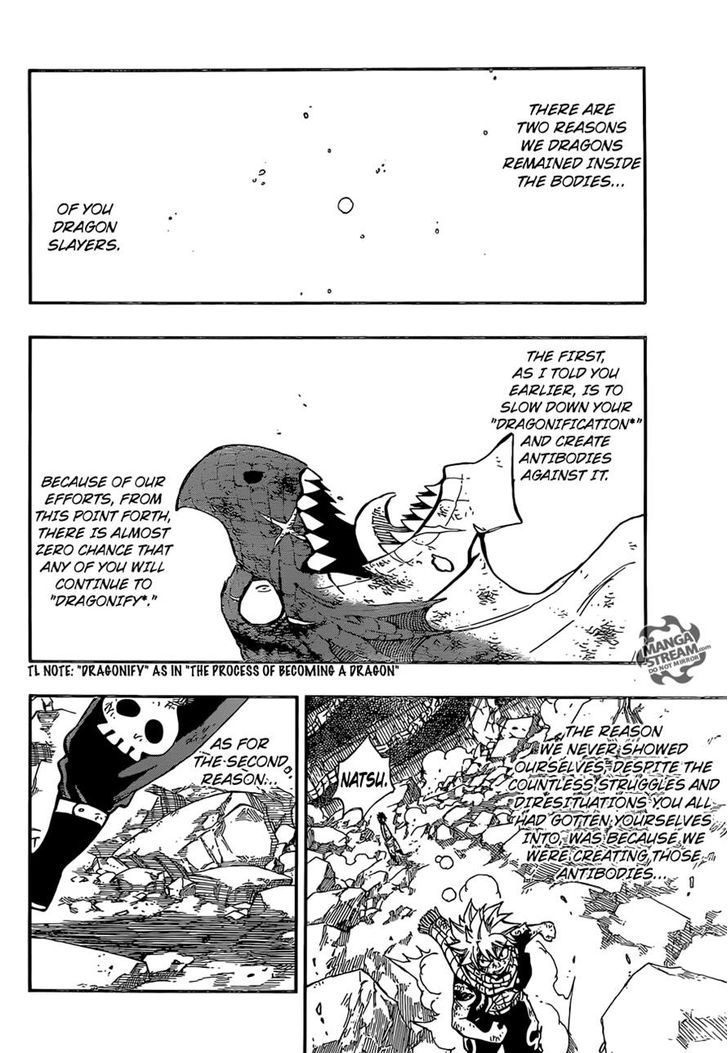 THERE ARE
TWO REASONS
WE DRAGONS
REMAINED INSIDE
THE BODIES...
OF YOU
DRAGON
SLAYERS.
THE FIRST,
AS I TOLD YOU
EARLIER, IS TO
SLOW DOWN YOUR
"DRAGONIFICATION*"
AND CREATE
ANTIBODIES
AGAINST IT.
BECAUSE OF OUR
EFFORTS, FROM
THIS POINT FORTH,
THERE IS ALMOST
ZERO CHANCE THAT
ANY OF YOU WILL
CONTINUE TO
"DRAGONIFY*."
MANGA
STREAM.com
DO NOT MIRROR
TL NOTE: "DRAGONIFY" AS IN "THE PROCESS OF BECOMING A DRAGON"
AS FOR
THE SECOND
REASON...
NATSU.
THE REASON
WE NEVER SHOWED
OURSELVES, DESPITE THE
COUNTLESS STRUGGLES AND
DIRESITUATIONS YOU ALL
HAD GOTTEN YOURSELVES
INTO, WAS BECAUSE WE
WERE CREATING THOSE
ANTIBODIES...